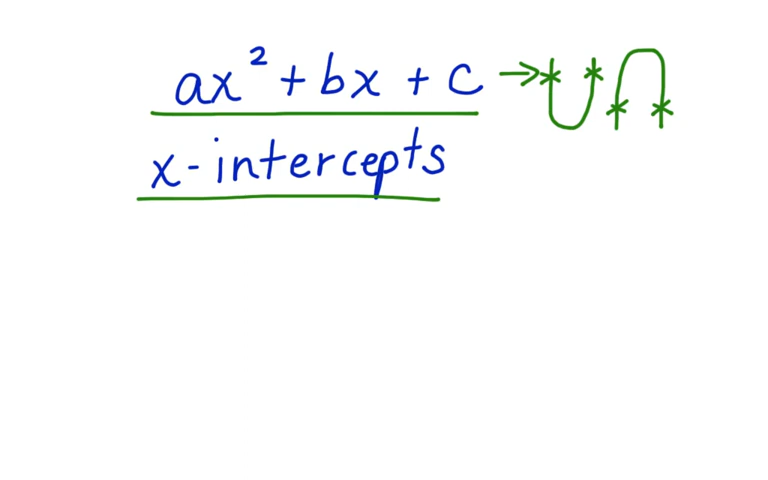 ax² + bx + c →
x-intercepts